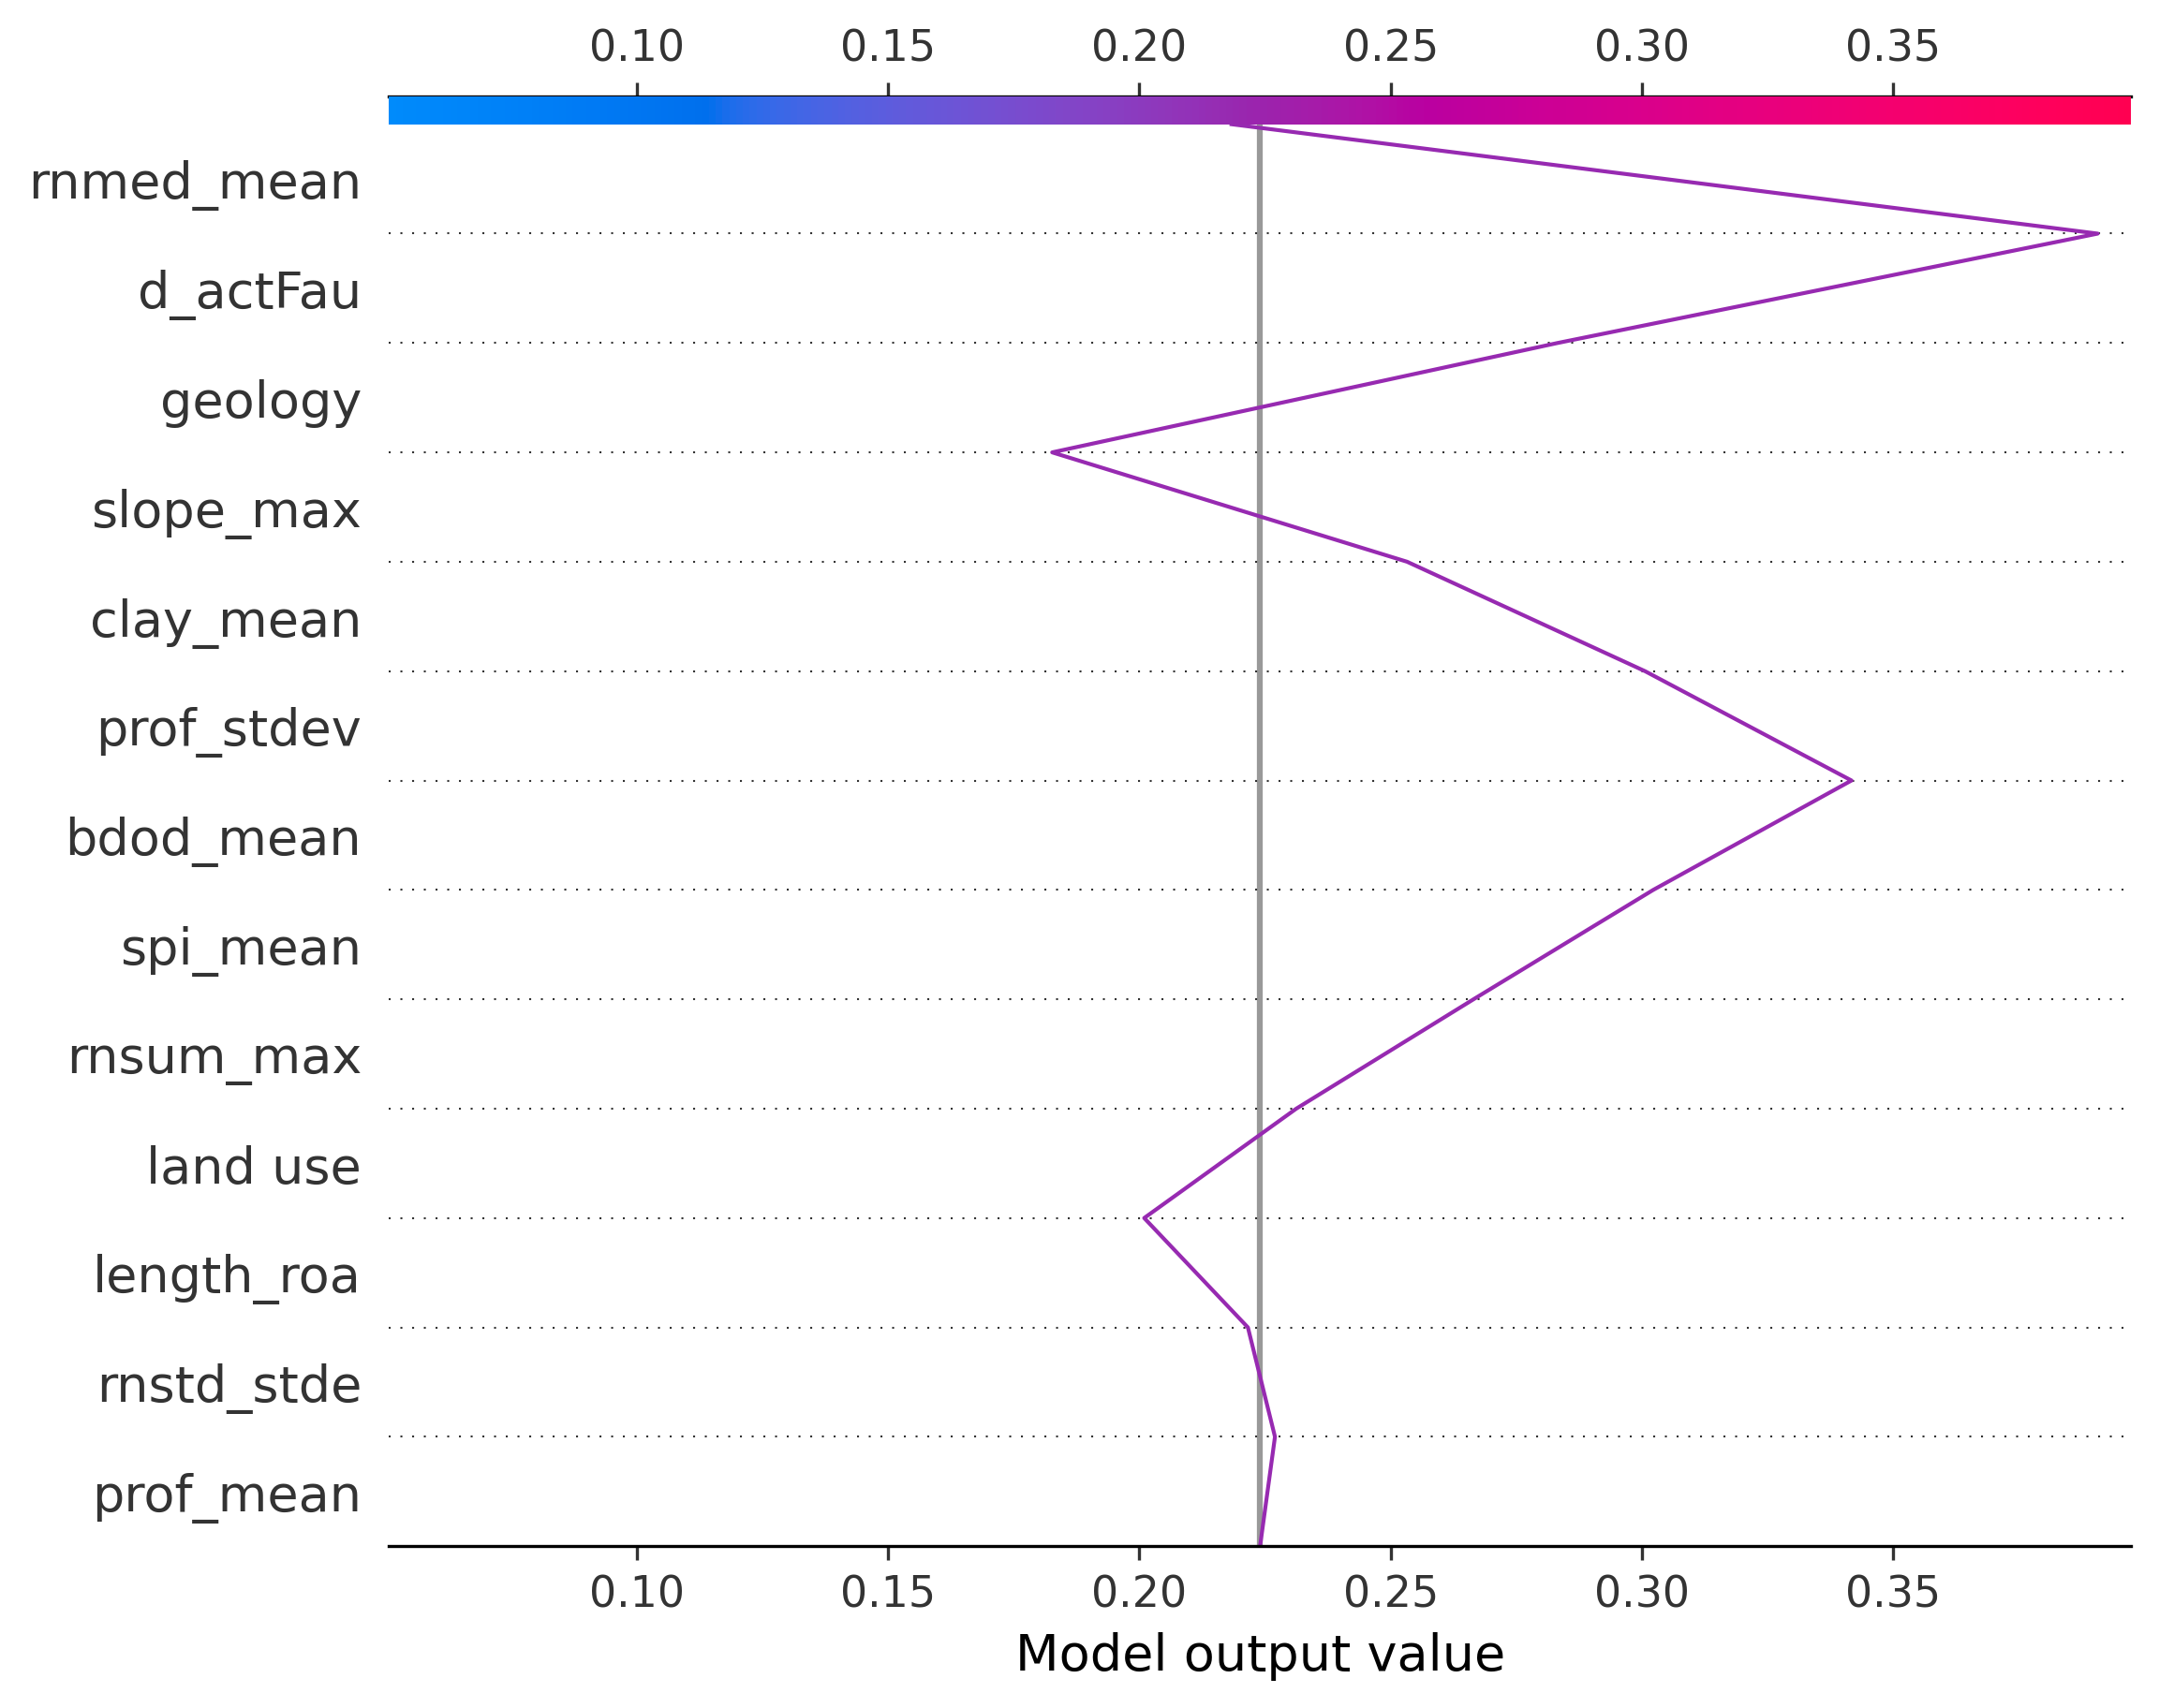 0.10 0.15 0.20 0.25 0.30 0.35
rnmed_mean
d_actFau
geology
slope_max
clay_mean
prof_stdev
bdod_mean
spi_mean
rnsum_max
land use
length_roa
rnstd_stde
prof_mean
0.10 0.15 0.20 0.25 0.30 0.35
Model output value